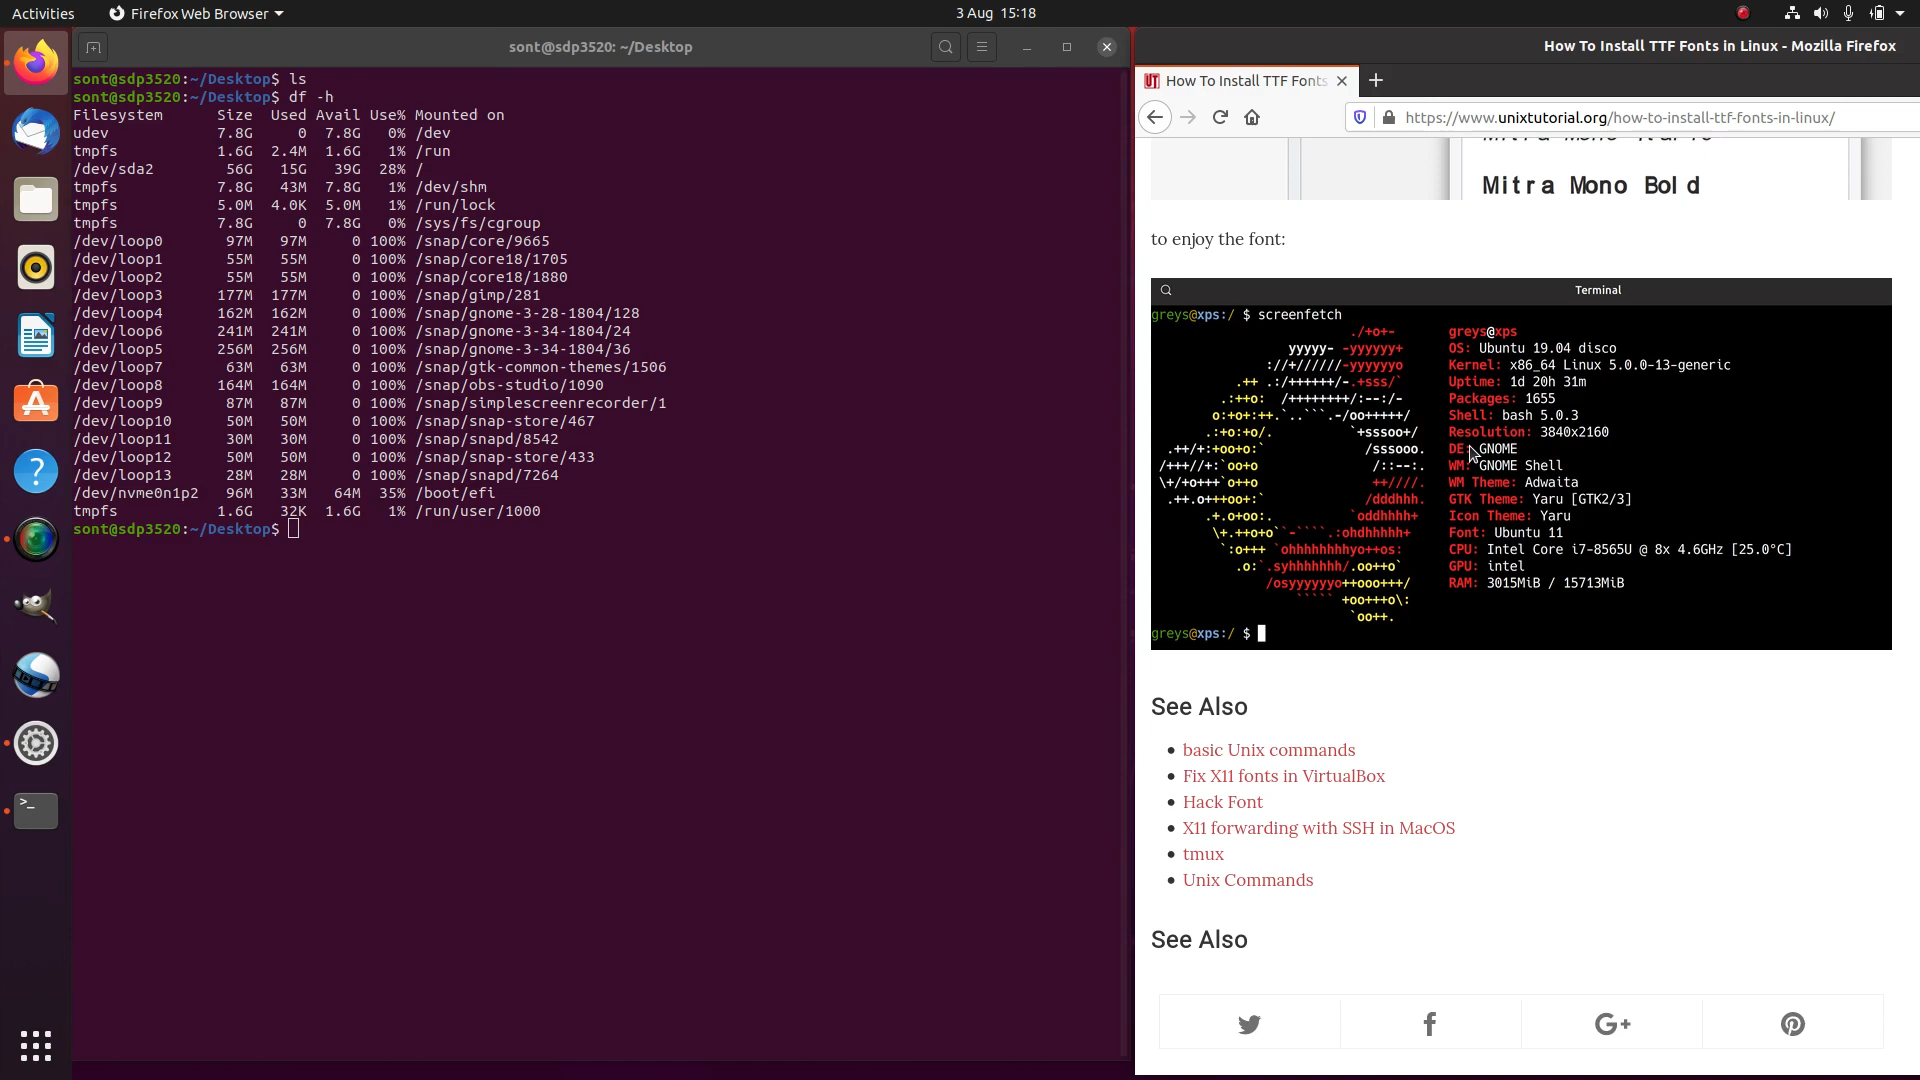 Activities
Firefox Web Browser
3 Aug 15:18
sont@sdp3520: ~/Desktop
sont@sdp3520:~/Desktop$ ls
sont@sdp3520:~/Desktop$ df -h
Filesystem Size Used Avail Use% Mounted on
udev 7.8G 0 7.8G 0% /dev
tmpfs 1.6G 2.4M 1.6G 1% /run
/dev/sda2 56G 15G 39G 28% /
tmpfs 7.8G 43M 7.8G 1% /dev/shm
tmpfs 5.0M 4.0K 5.0M 1% /run/lock
tmpfs 7.8G 0 7.8G 0% /sys/fs/cgroup
/dev/loop0 97M 97M 0 100% /snap/core/9665
/dev/loop1 55M 55M 0 100% /snap/core18/1705
/dev/loop2 55M 55M 0 100% /snap/core18/1880
/dev/loop3 177M 177M 0 100% /snap/gimp/281
/dev/loop4 162M 162M 0 100% /snap/gnome-3-28-1804/128
/dev/loop6 241M 241M 0 100% /snap/gnome-3-34-1804/24
/dev/loop5 256M 256M 0 100% /snap/gnome-3-34-1804/36
/dev/loop7 63M 63M 0 100% /snap/gtk-common-themes/1506
/dev/loop8 164M 164M 0 100% /snap/obs-studio/1090
/dev/loop9 87M 87M 0 100% /snap/simplescreenrecorder/1
/dev/loop10 50M 50M 0 100% /snap/snap-store/467
/dev/loop11 30M 30M 0 100% /snap/snapd/8542
/dev/loop12 50M 50M 0 100% /snap/snap-store/433
/dev/loop13 28M 28M 0 100% /snap/snapd/7264
/dev/nvme0n1p2 96M 33M 64M 35% /boot/efi
tmpfs 1.6G 32K 1.6G 1% /run/user/1000
sont@sdp3520:~/Desktop$
How To Install TTF Fonts in Linux - Mozilla Firefox
UT How To Install TTF Fonts
https://www.unixtutorial.org/how-to-install-ttf-fonts-in-linux/
Mitra Mono Bold
to enjoy the font:
Terminal
greys@xps:/ $ screenfetch
greys@xps
OS: Ubuntu 19.04 disco
Kernel: x86_64 Linux 5.0.0-13-generic
Uptime: 1d 20h 31m
Packages: 1655
Shell: bash 5.0.3
Resolution: 3840x2160
DE: GNOME
WM: GNOME Shell
WM Theme: Adwaita
GTK Theme: Yaru [GTK2/3]
Icon Theme: Yaru
Font: Ubuntu 11
CPU: Intel Core i7-8565U @ 8x 4.6GHz [25.0°C]
GPU: intel
RAM: 3015MiB / 15713MiB
greys@xps:/ $
See Also
basic Unix commands
Fix X11 fonts in VirtualBox
Hack Font
X11 forwarding with SSH in MacOS
tmux
Unix Commands
See Also